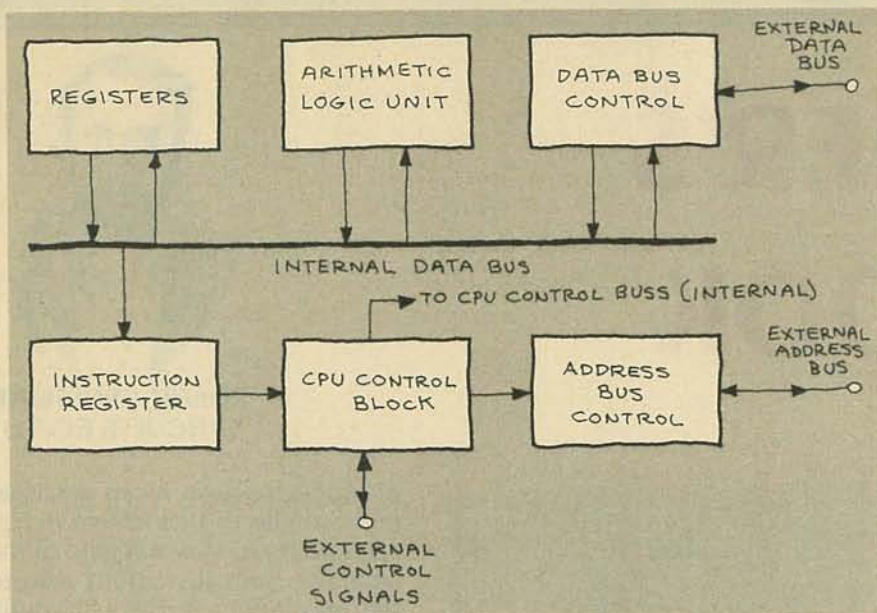 REGISTERS
ARITHMETIC
LOGIC UNIT
DATA BUS
CONTROL
EXTERNAL
DATA
BUS
INTERNAL DATA BUS
TO CPU CONTROL BUSS (INTERNAL)
INSTRUCTION
REGISTER
CPU CONTROL
BLOCK
ADDRESS
BUS
CONTROL
EXTERNAL
ADDRESS
BUS
EXTERNAL
CONTROL
SIGNALS